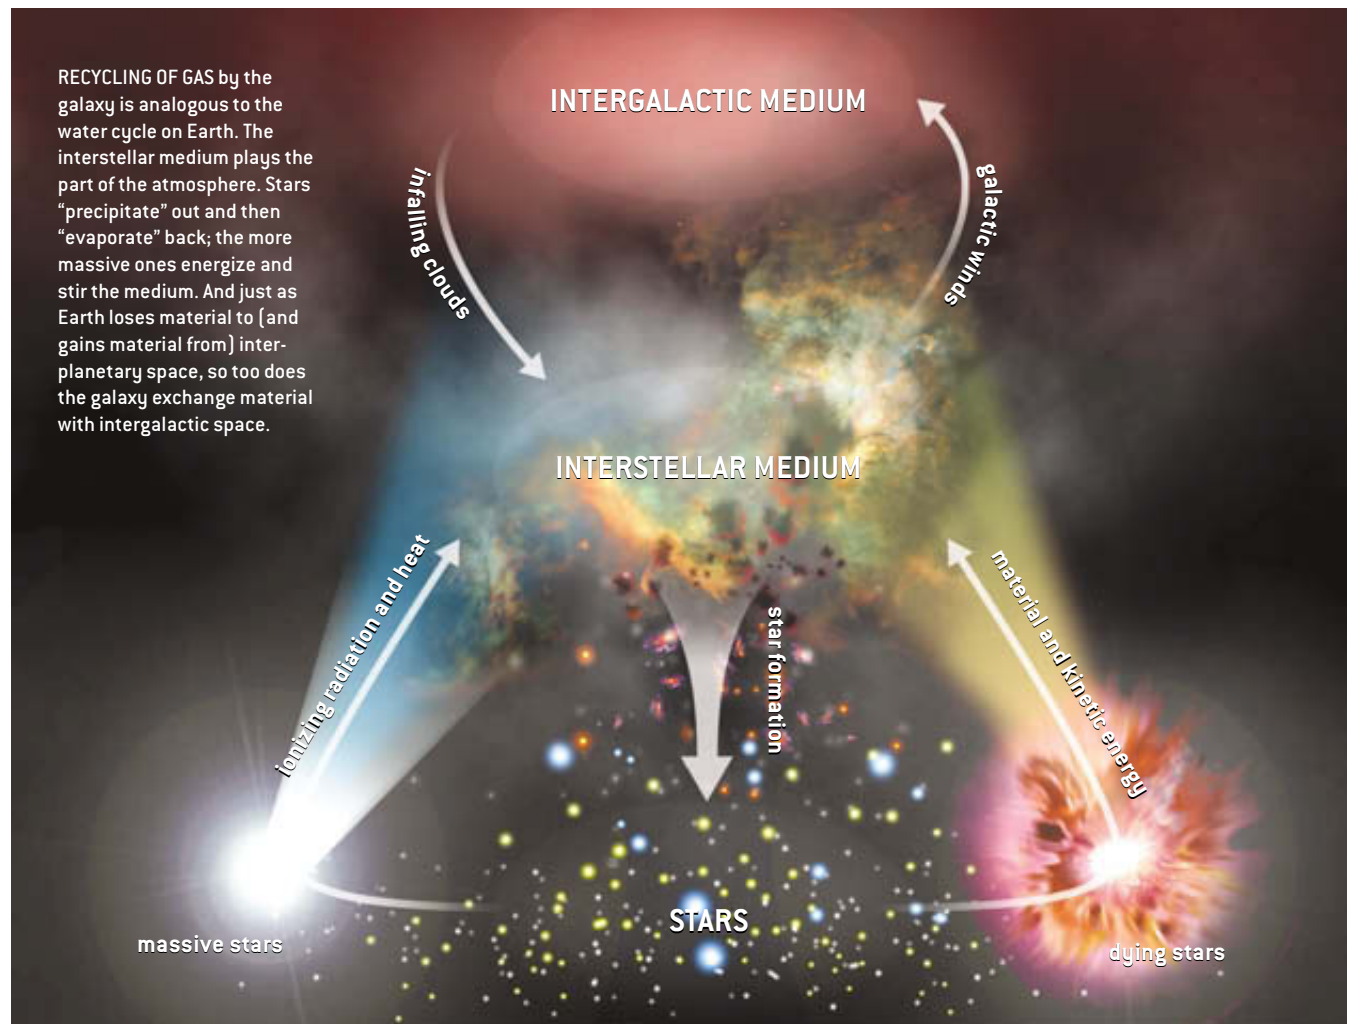 RECYCLING OF GAS by the
galaxy is analogous to the
water cycle on Earth. The
interstellar medium plays the
part of the atmosphere. Stars
“precipitate” out and then
“evaporate” back; the more
massive ones energize and
stir the medium. And just as
Earth loses material to (and
gains material from) inter-
planetary space, so too does
the galaxy exchange material
with intergalactic space.
INTERGALACTIC MEDIUM
infalling clouds
galactic winds
INTERSTELLAR MEDIUM
ionizing radiation and heat
star formation
material and kinetic energy
STARS
massive stars
dying stars